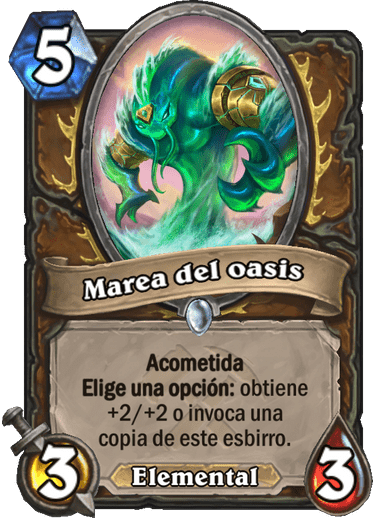 5
Marea del oasis
Acometida
Elige una opción: obtiene
+2/+2 o invoca una
copia de este esbirro.
3
Elemental
3